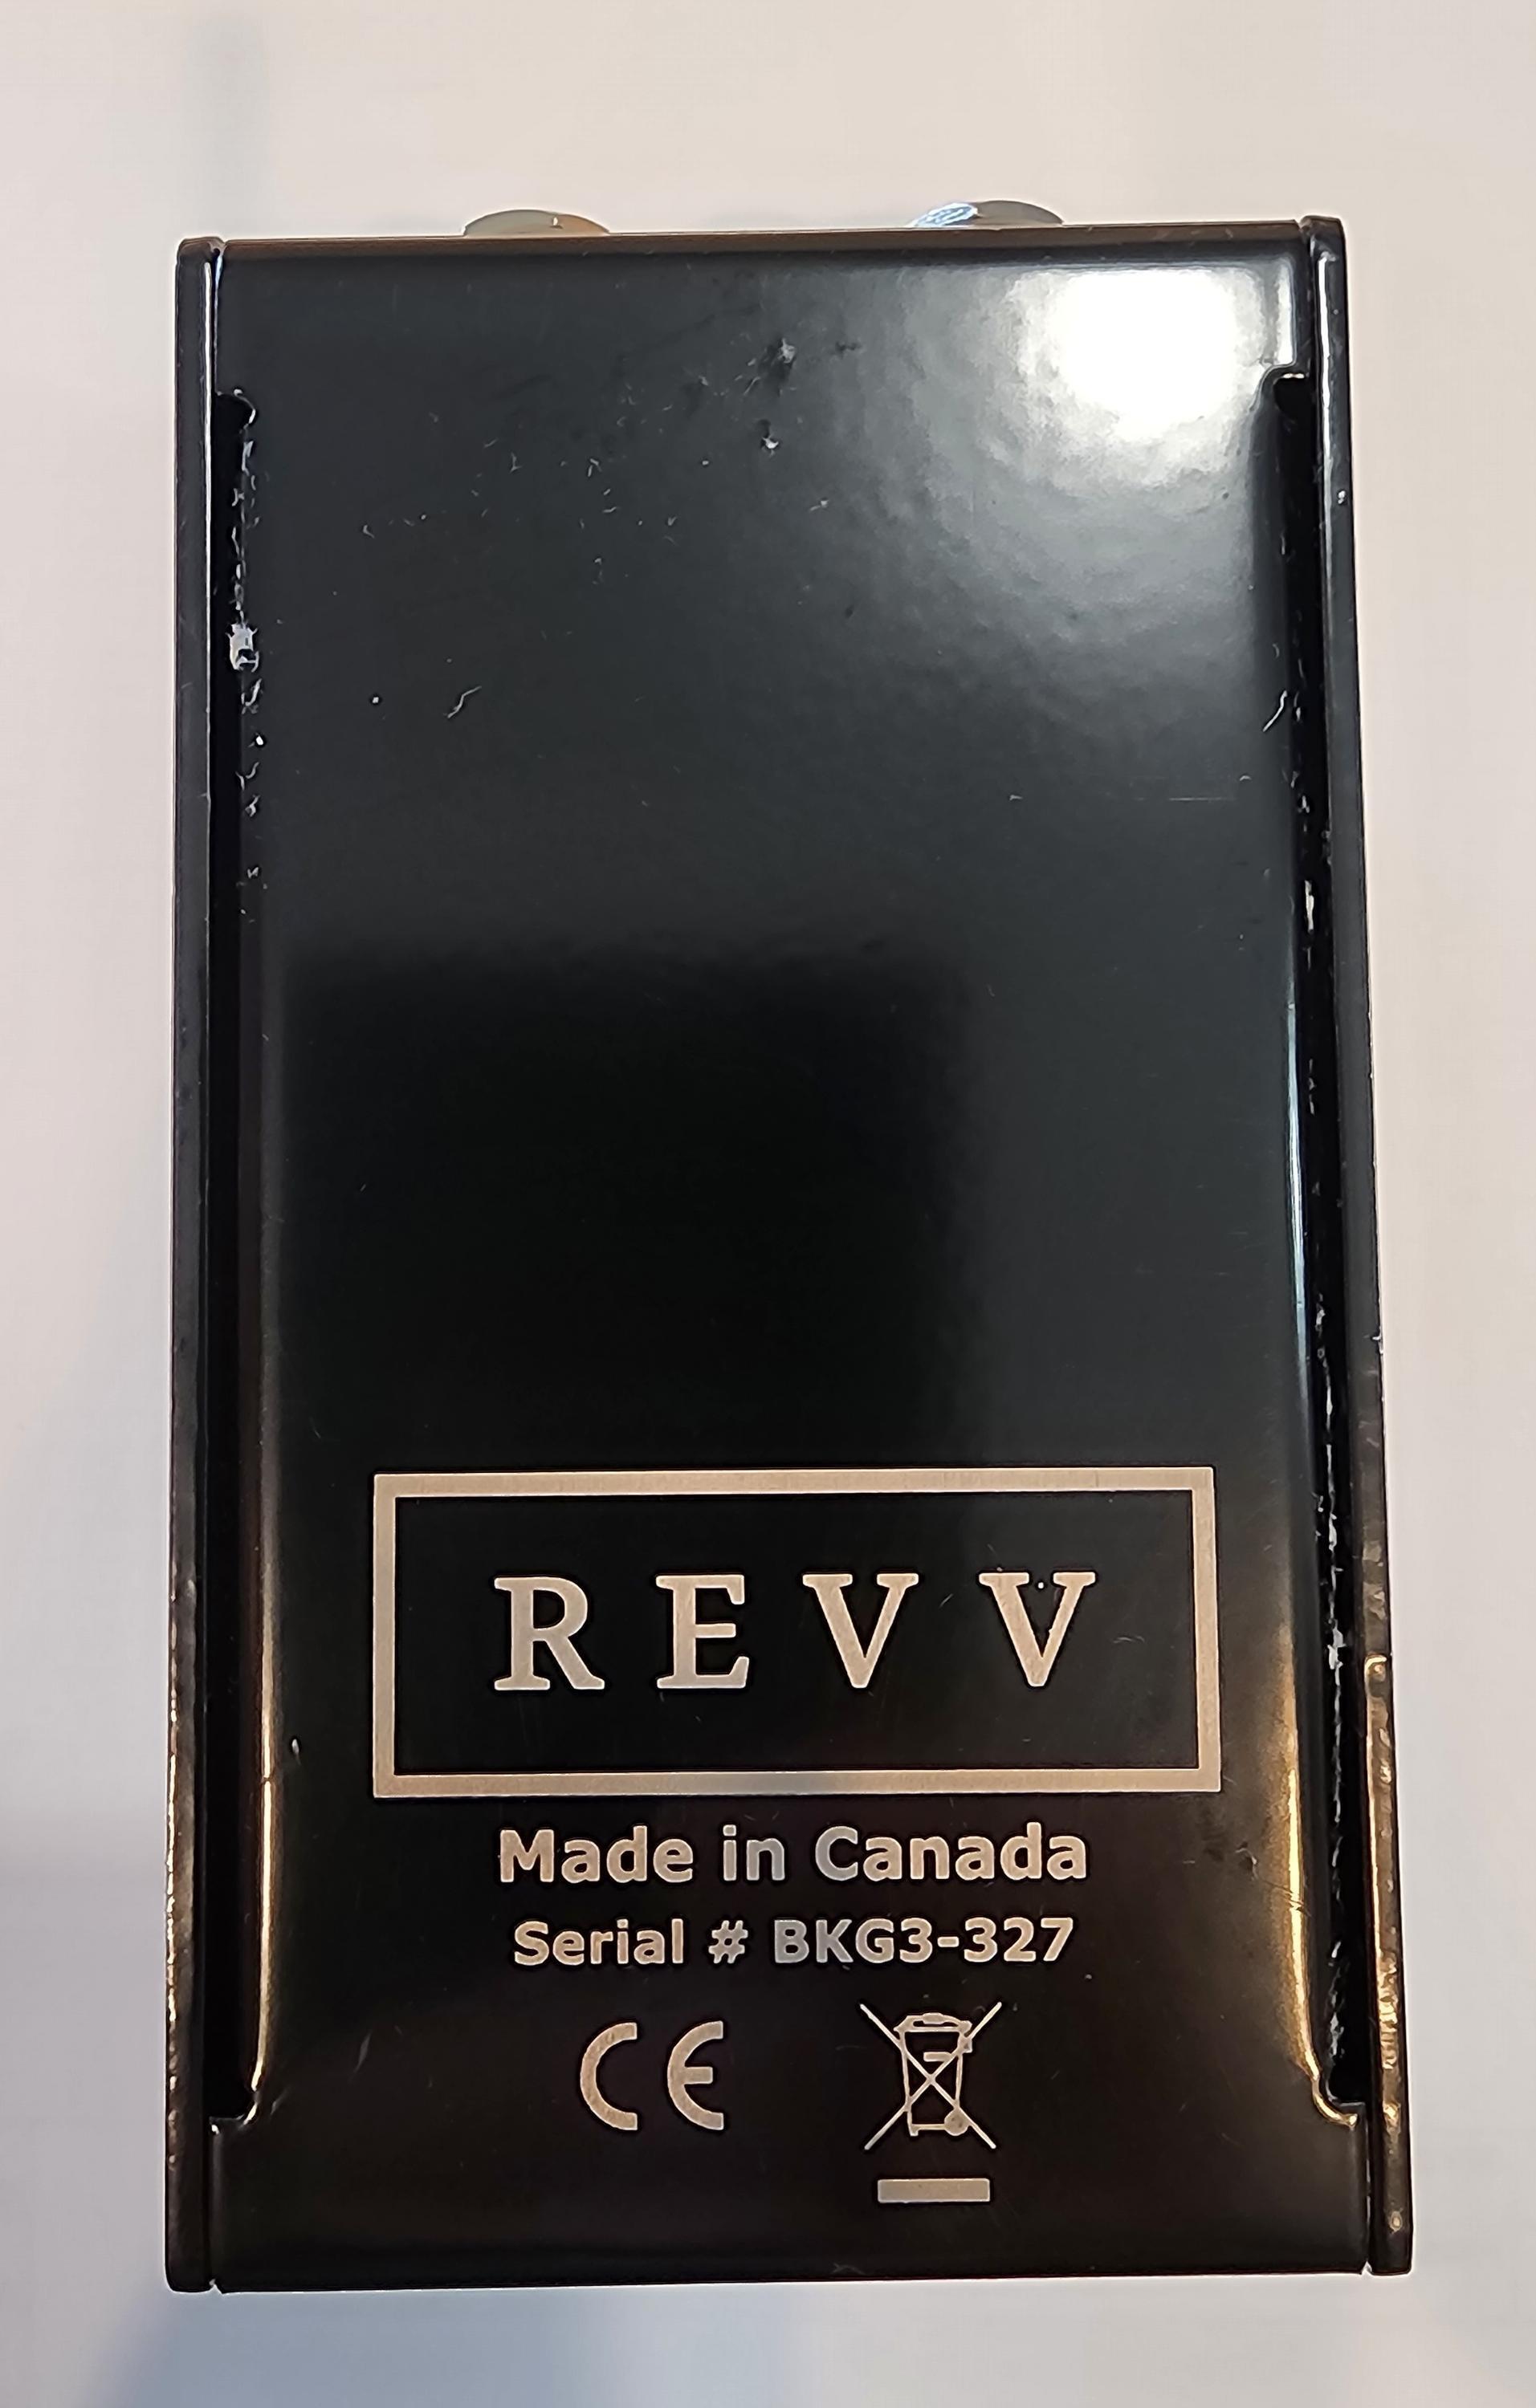 REVV
Made in Canada
Serial # BKG3-327
CE